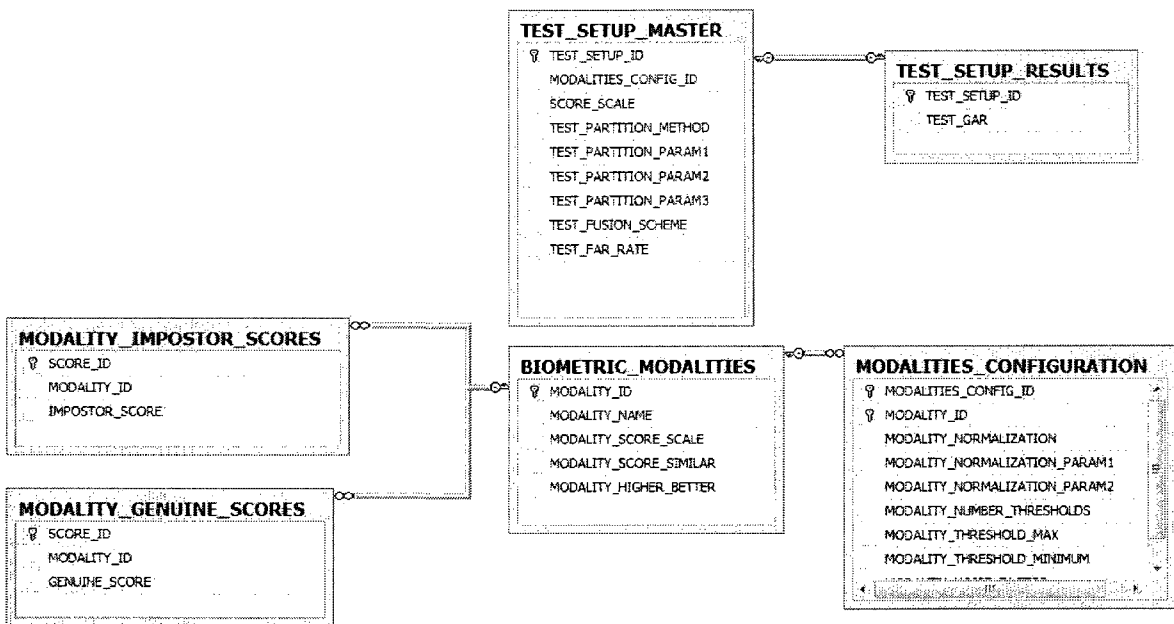 TEST_SETUP_MASTER
TEST_SETUP_ID
MODALITIES_CONFIG_ID
SCORE_SCALE
TEST_PARTITION_METHOD
TEST_PARTITION_PARAM1
TEST_PARTITION_PARAM2
TEST_PARTITION_PARAM3
TEST_FUSION_SCHEME
TEST_FAR_RATE
TEST_SETUP_RESULTS
TEST_SETUP_ID
TEST_GAR
MODALITY_IMPOSTOR_SCORES
SCORE_ID
MODALITY_ID
IMPOSTOR_SCORE
MODALITY_GENUINE_SCORES
SCORE_ID
MODALITY_ID
GENUINE_SCORE
BIOMETRIC_MODALITIES
MODALITY_ID
MODALITY_NAME
MODALITY_SCORE_SCALE
MODALITY_SCORE_SIMILAR
MODALITY_HIGHER_BETTER
MODALITIES_CONFIGURATION
MODALITIES_CONFIG_ID
MODALITY_ID
MODALITY_NORMALIZATION
MODALITY_NORMALIZATION_PARAM1
MODALITY_NORMALIZATION_PARAM2
MODALITY_NUMBER_THRESHOLDS
MODALITY_THRESHOLD_MAX
MODALITY_THRESHOLD_MINIMUM